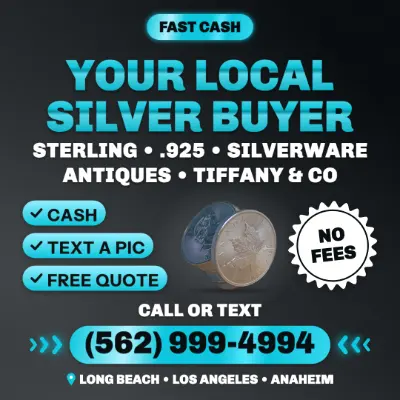 FAST CASH
YOUR LOCAL
SILVER BUYER
STERLING • .925 • SILVERWARE
ANTIQUES • TIFFANY & CO
CASH
TEXT A PIC
FREE QUOTE
NO
FEES
CALL OR TEXT
(562) 999-4994
LONG BEACH • LOS ANGELES • ANAHEIM